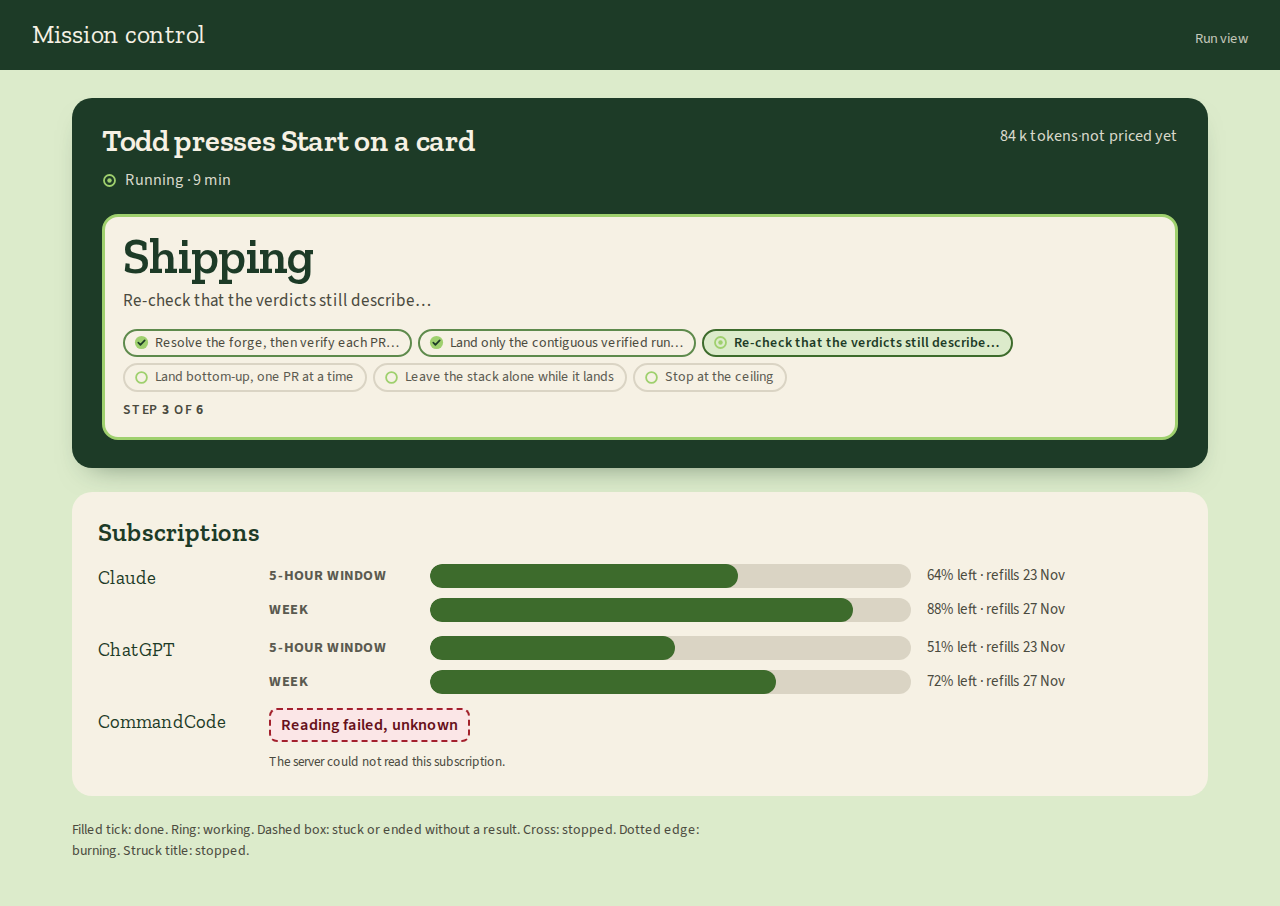 Mission control
Run view
Todd presses Start on a card
84 k tokens·not priced yet
Running · 9 min
Shipping
Re-check that the verdicts still describe…
Resolve the forge, then verify each PR…
Land only the contiguous verified run…
Re-check that the verdicts still describe…
Land bottom-up, one PR at a time
Leave the stack alone while it lands
Stop at the ceiling
STEP 3 OF 6
Subscriptions
Claude
5-HOUR WINDOW
64% left · refills 23 Nov
WEEK
88% left · refills 27 Nov
ChatGPT
5-HOUR WINDOW
51% left · refills 23 Nov
WEEK
72% left · refills 27 Nov
CommandCode
Reading failed, unknown
The server could not read this subscription.
Filled tick: done. Ring: working. Dashed box: stuck or ended without a result. Cross: stopped. Dotted edge:
burning. Struck title: stopped.